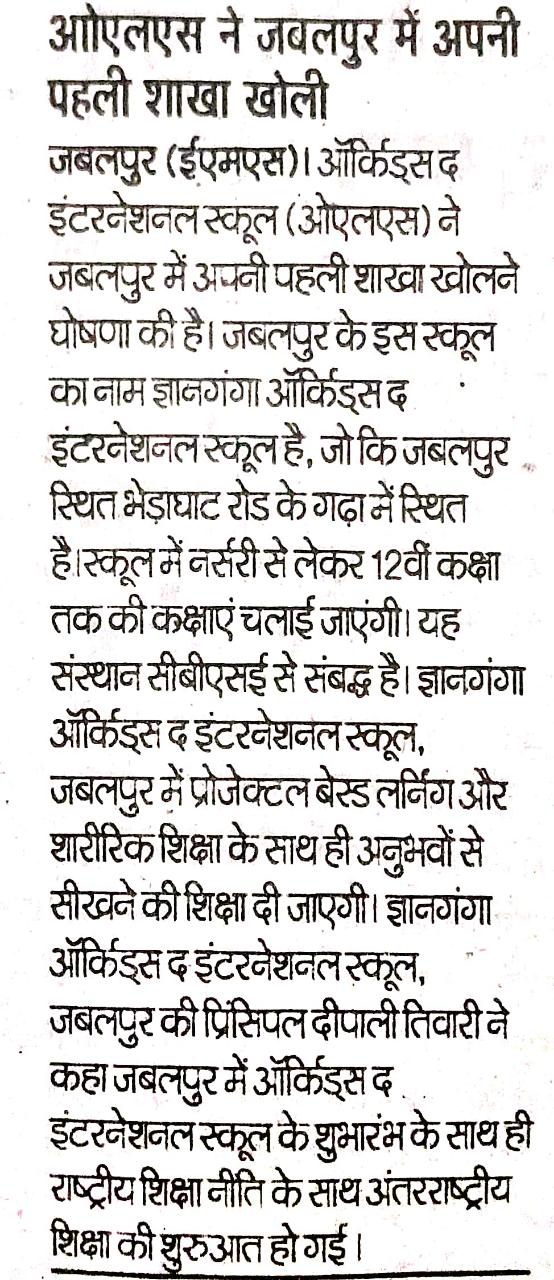 ओएलएस ने जबलपुर में अपनी
पहली शाखा खोली
जबलपुर (ईएमएस)। ऑर्किड्स द
इंटरनेशनल स्कूल (ओएलएस) ने
जबलपुर में अपनी पहली शाखा खोलने
घोषणा की है। जबलपुर के इस स्कूल
का नाम ज्ञानगंगा ऑर्किड्स द
इंटरनेशनल स्कूल है, जो कि जबलपुर
स्थित भेड़ाघाट रोड के गढ़ा में स्थित
है।स्कूल में नर्सरी से लेकर 12वीं कक्षा
तक की कक्षाएं चलाई जाएंगी। यह
संस्थान सीबीएसई से संबद्ध है। ज्ञानगंगा
ऑर्किड्स द इंटरनेशनल स्कूल,
जबलपुर में प्रोजेक्टल बेस्ड लर्निंग और
शारीरिक शिक्षा के साथ ही अनुभवों से
सीखने की शिक्षा दी जाएगी। ज्ञानगंगा
ऑर्किड्स द इंटरनेशनल स्कूल,
जबलपुर की प्रिंसिपल दीपाली तिवारी ने
कहा जबलपुर में ऑर्किड्स द
इंटरनेशनल स्कूल के शुभारंभ के साथ ही
राष्ट्रीय शिक्षा नीति के साथ अंतरराष्ट्रीय
शिक्षा की शुरुआत हो गई।